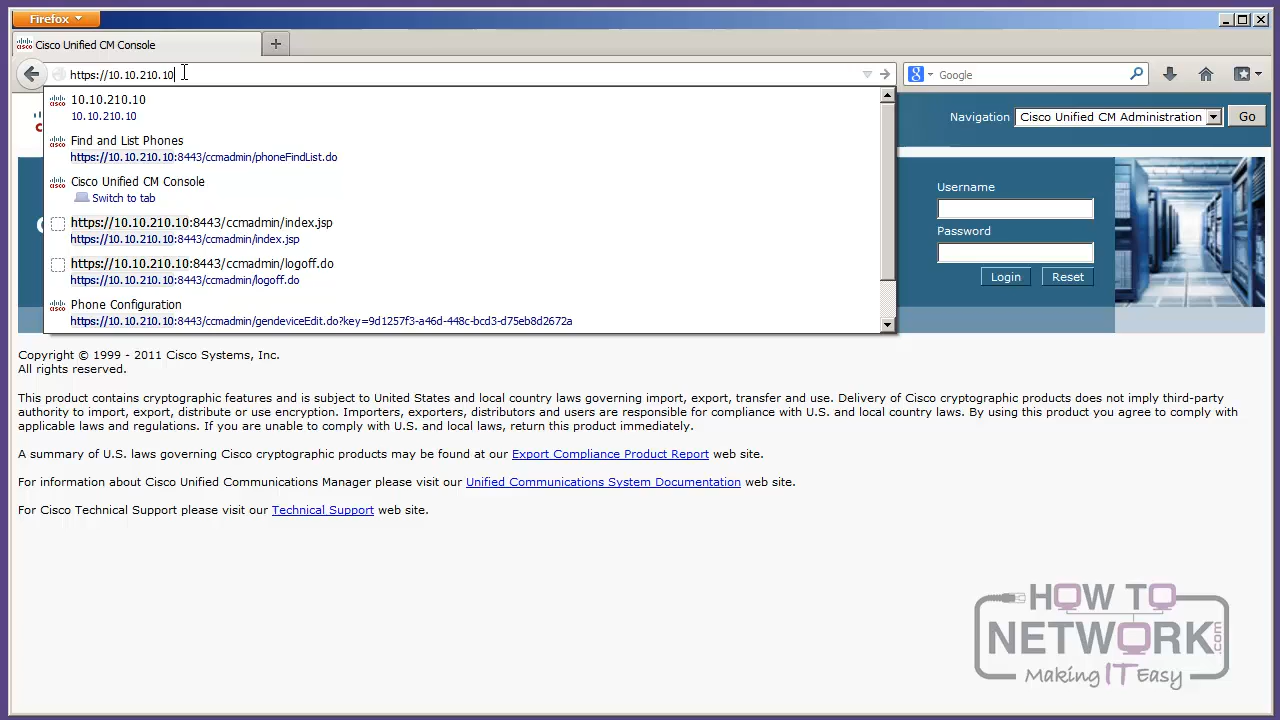 Firefox
Cisco Unified CM Console
https://10.10.210.10
Google
10.10.210.10
10.10.210.10
Find and List Phones
https://10.10.210.10:8443/ccmadmin/phoneFindList.do
Cisco Unified CM Console
Switch to tab
https://10.10.210.10:8443/ccmadmin/index.jsp
https://10.10.210.10:8443/ccmadmin/index.jsp
https://10.10.210.10:8443/ccmadmin/logoff.do
https://10.10.210.10:8443/ccmadmin/logoff.do
Phone Configuration
https://10.10.210.10:8443/ccmadmin/gendeviceEdit.do?key=9d1257f3-a46d-448c-bcd3-d75eb8d2672a
Navigation Cisco Unified CM Administration Go
Username
Password
Login Reset
Copyright © 1999 - 2011 Cisco Systems, Inc.
All rights reserved.
This product contains cryptographic features and is subject to United States and local country laws governing import, export, transfer and use. Delivery of Cisco cryptographic products does not imply third-party
authority to import, export, distribute or use encryption. Importers, exporters, distributors and users are responsible for compliance with U.S. and local country laws. By using this product you agree to comply with
applicable laws and regulations. If you are unable to comply with U.S. and local laws, return this product immediately.
A summary of U.S. laws governing Cisco cryptographic products may be found at our Export Compliance Product Report web site.
For information about Cisco Unified Communications Manager please visit our Unified Communications System Documentation web site.
For Cisco Technical Support please visit our Technical Support web site.
HOW TO
NETWORK.com
Making IT Easy